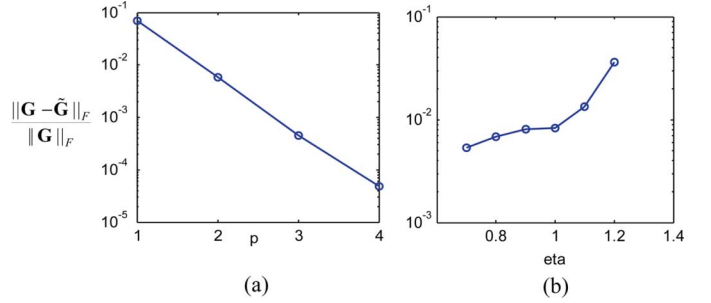 ||G − G̃||_F
||G||_F
10⁻¹
10⁻²
10⁻³
10⁻⁴
10⁻⁵
1 2 3 4
p
(a)
10⁻¹
10⁻²
10⁻³
0.8 1 1.2 1.4
eta
(b)